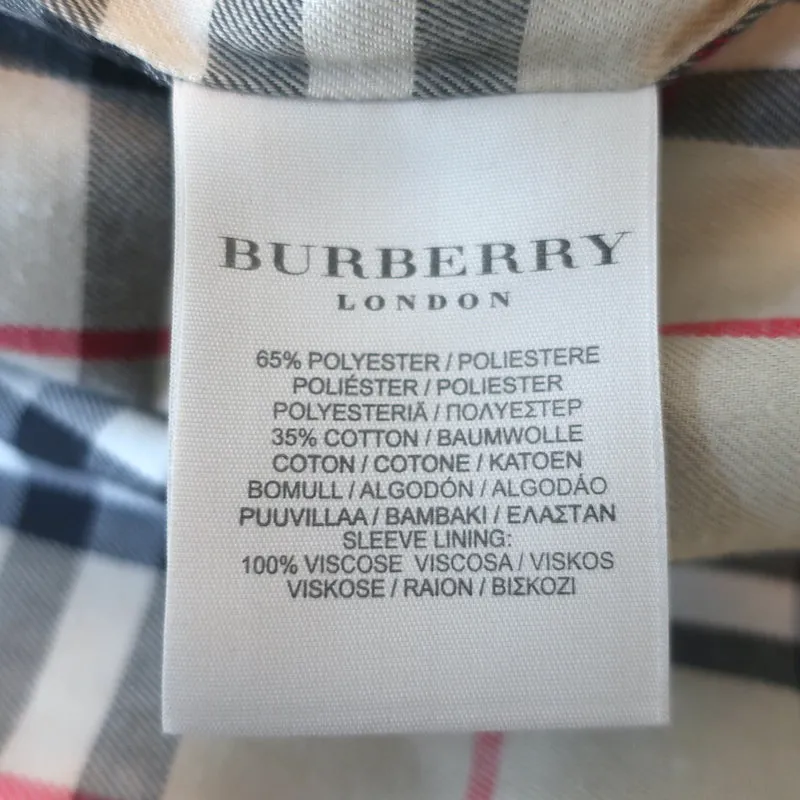 BURBERRY
LONDON
65% POLYESTER / POLIESTERE
POLIÉSTER / POLIESTER
POLYESTERIÄ / ΠΟΛΥΕΣΤΕΡ
35% COTTON / BAUMWOLLE
COTON / COTONE / KATOEN
BOMULL / ALGODÓN / ALGODÃO
PUUVILLAA / BAMBAKI / ΕΛΑΣΤΑΝ
SLEEVE LINING:
100% VISCOSE VISCOSA / VISKOS
VISKOSE / RAION / ΒΙΣΚΟΖΙ